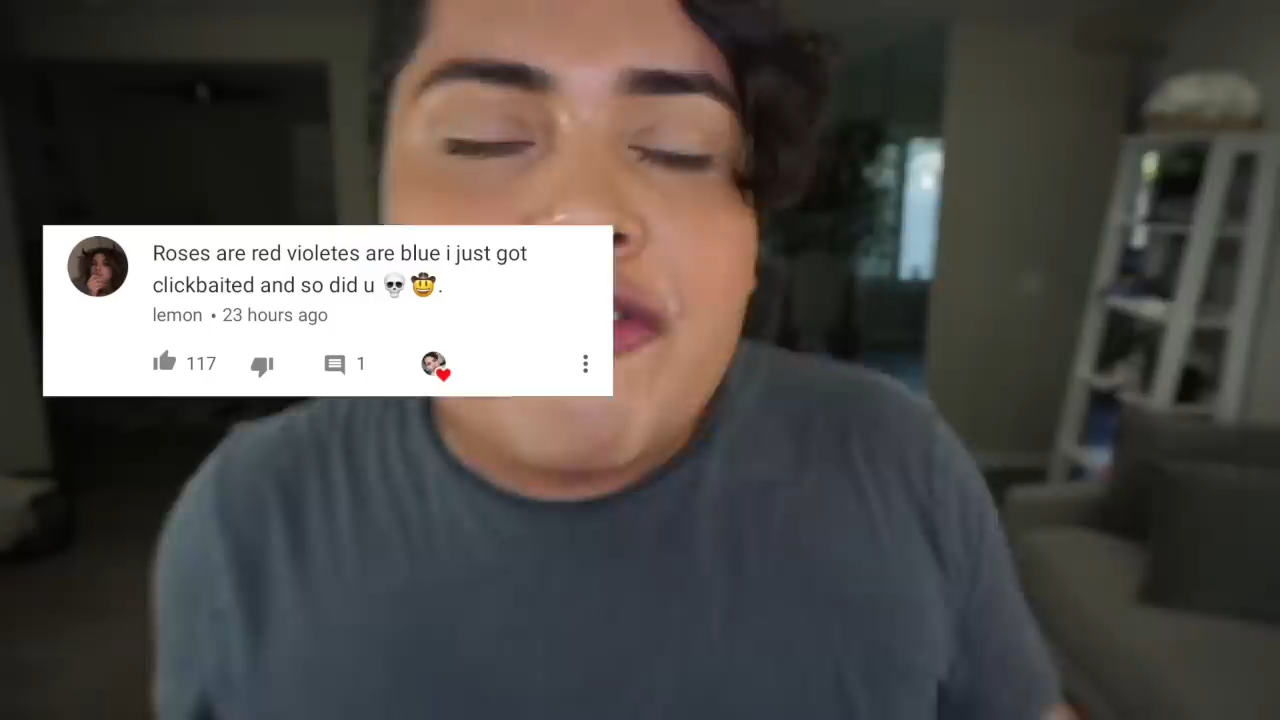 Roses are red violetes are blue i just got
clickbaited and so did u 💀🤠.
lemon • 23 hours ago
117 1